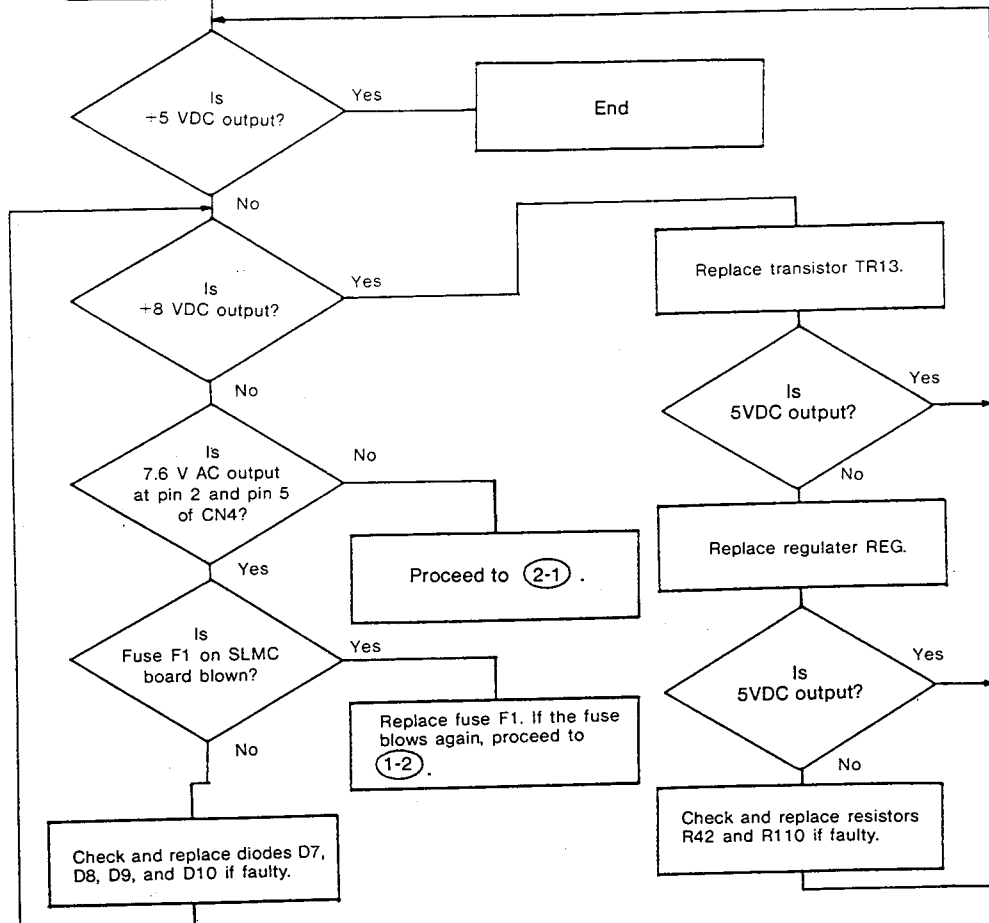 Is
+5 VDC output?
Yes
End
No
Is
+8 VDC output?
Yes
No
Is
7.6 V AC output
at pin 2 and pin 5
of CN4?
No
Proceed to 2-1 .
Yes
Is
Fuse F1 on SLMC
board blown?
Yes
Replace fuse F1. If the fuse
blows again, proceed to
1-2 .
No
Check and replace diodes D7,
D8, D9, and D10 if faulty.
Replace transistor TR13.
Is
5VDC output?
Yes
No
Replace regulater REG.
Is
5VDC output?
Yes
No
Check and replace resistors
R42 and R110 if faulty.